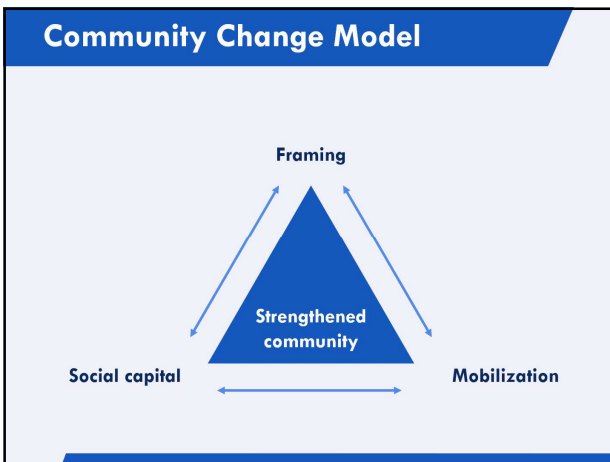 Community Change Model
Framing
Strengthened
community
Social capital
Mobilization